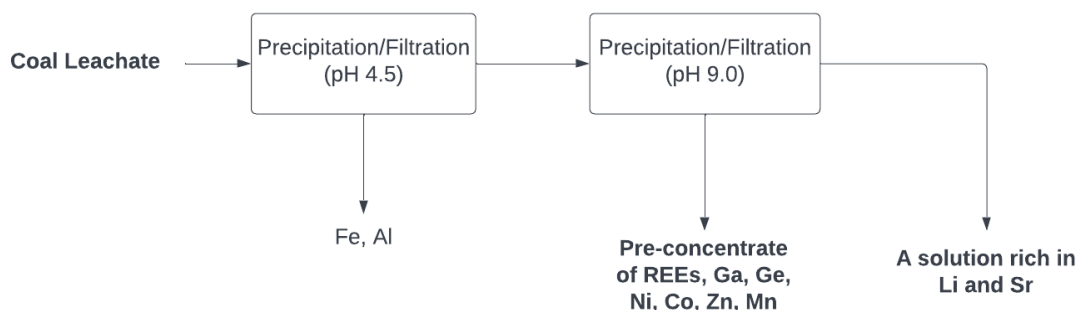 Coal Leachate
Precipitation/Filtration
(pH 4.5)
Precipitation/Filtration
(pH 9.0)
Fe, Al
Pre-concentrate
of REEs, Ga, Ge,
Ni, Co, Zn, Mn
A solution rich in
Li and Sr